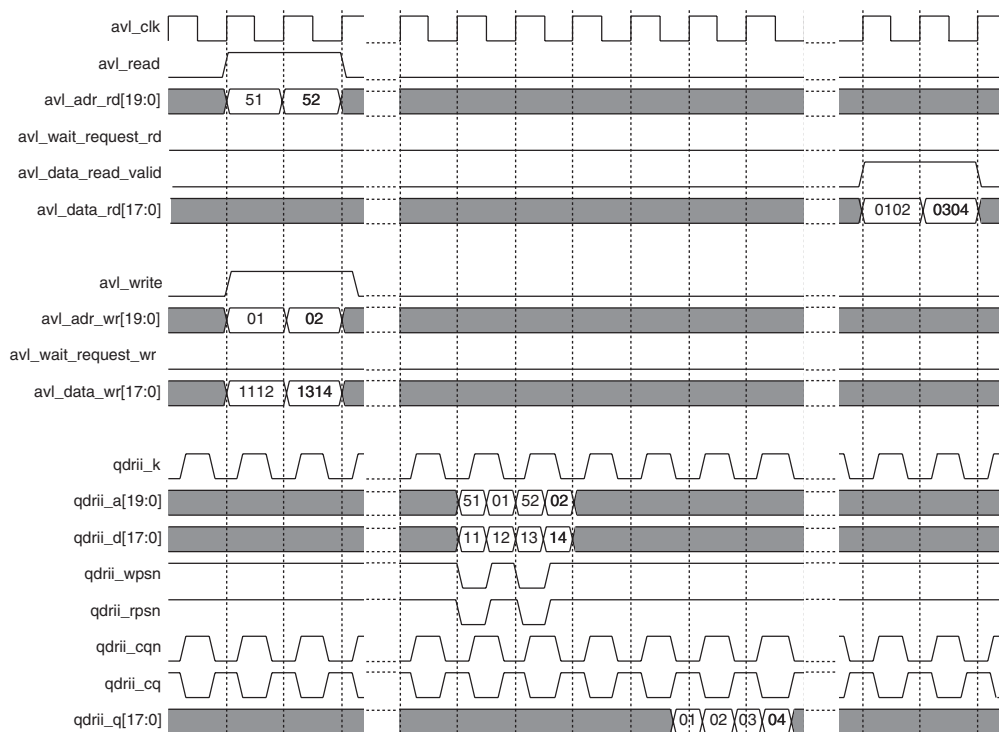 avl_clk
avl_read
avl_adr_rd[19:0] 51 52
avl_wait_request_rd
avl_data_read_valid
avl_data_rd[17:0] 0102 0304
avl_write
avl_adr_wr[19:0] 01 02
avl_wait_request_wr
avl_data_wr[17:0] 1112 1314
qdrii_k
qdrii_a[19:0] 51 01 52 02
qdrii_d[17:0] 11 12 13 14
qdrii_wpsn
qdrii_rpsn
qdrii_cqn
qdrii_cq
qdrii_q[17:0] 01 02 03 04